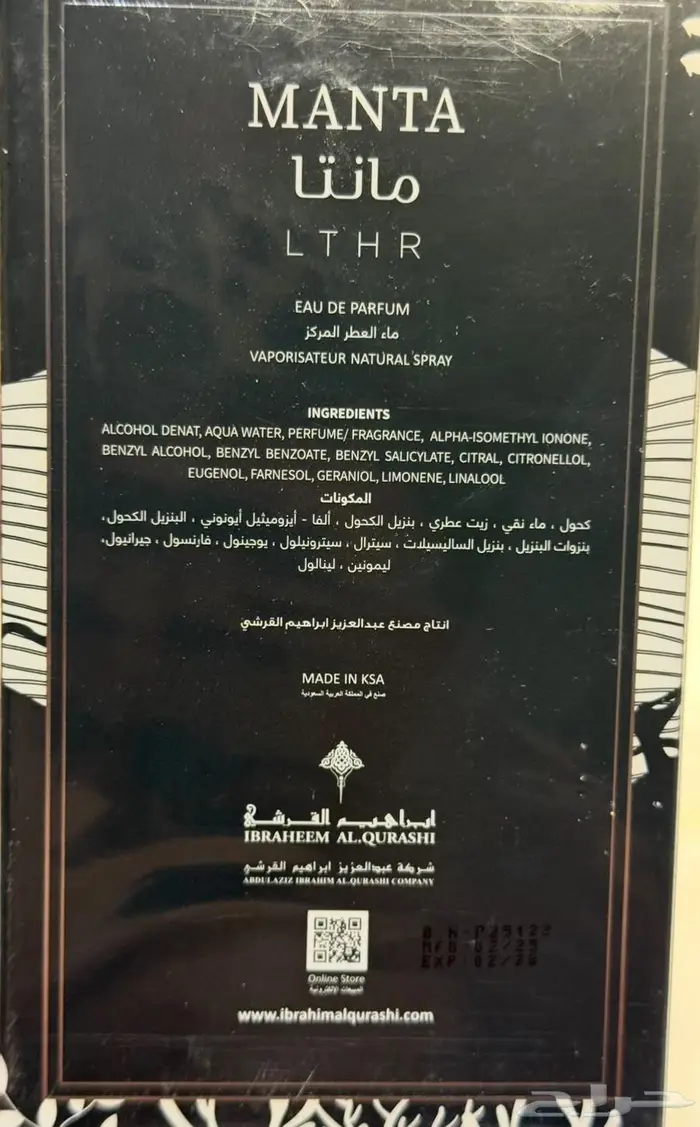 MANTA
مانتا
LTHR
EAU DE PARFUM
ماء العطر المركز
VAPORISATEUR NATURAL SPRAY
INGREDIENTS
ALCOHOL DENAT, AQUA WATER, PERFUME/ FRAGRANCE, ALPHA-ISOMETHYL IONONE,
BENZYL ALCOHOL, BENZYL BENZOATE, BENZYL SALICYLATE, CITRAL, CITRONELLOL,
EUGENOL, FARNESOL, GERANIOL, LIMONENE, LINALOOL
المكونات
كحول ، ماء نقي ، زيت عطري ، بنزيل الكحول ، ألفا - أيزوميثيل أيونوني ، البنزيل الكحول،
بنزوات البنزيل ، بنزيل الساليسيلات ، سيترال ، سيترونيلول ، يوجينول ، فارنسول ، جيرانيول،
ليمونين ، لينالول
انتاج مصنع عبدالعزيز ابراهيم القرشي
MADE IN KSA
صنع في المملكة العربية السعودية
ابراهيم القرشي
IBRAHEEM AL.QURASHI
شركة عبدالعزيز ابراهيم القرشي
ABDULAZIZ IBRAHIM AL.QURASHI COMPANY
Online Store
المبيعات الإلكترونية
www.ibrahimalqurashi.com
حراج